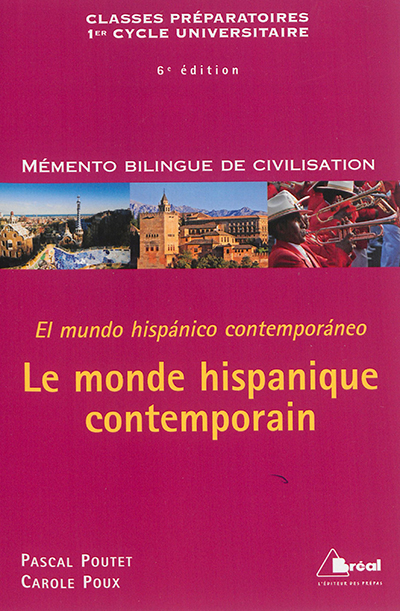 CLASSES PRÉPARATOIRES
1ER CYCLE UNIVERSITAIRE
6e édition
MÉMENTO BILINGUE DE CIVILISATION
El mundo hispánico contemporáneo
Le monde hispanique
contemporain
PASCAL POUTET
CAROLE POUX
Bréal
L'ÉDITEUR DES PRÉPAS